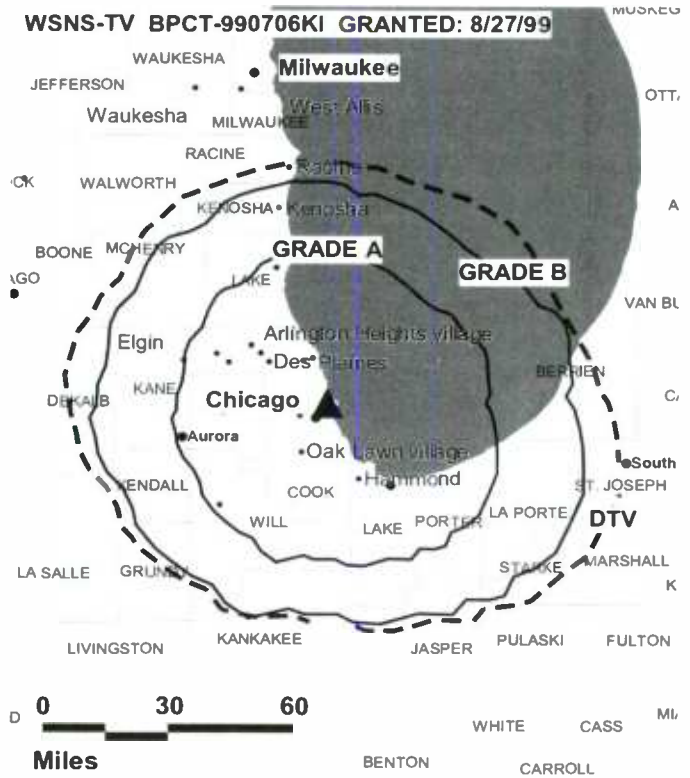 MUSKEG
WSNS-TV BPCT-990706KI GRANTED: 8/27/99
WAUKESHA
Milwaukee
JEFFERSON
OTT
Waukesha
West Allis
MILWAUKEE
RACINE
Racine
CK
WALWORTH
KENOSHA
Kenosha
A
BOONE
MCHENRY
GRADE A
GRADE B
AGO
LAKE
VAN BU
Elgin
Arlington Heights village
Des Plaines
BERRIEN
KANE
DEKALB
Chicago
C
Aurora
Oak Lawn village
South
Hammond
KENDALL
COOK
ST. JOSEPH
LA PORTE
WILL
LAKE
PORTER
DTV
MARSHALL
LA SALLE
GRUNDY
STARKE
K
KANKAKEE
LIVINGSTON
JASPER
PULASKI
FULTON
0 30 60
D
WHITE
CASS
MI
Miles
BENTON
CARROLL